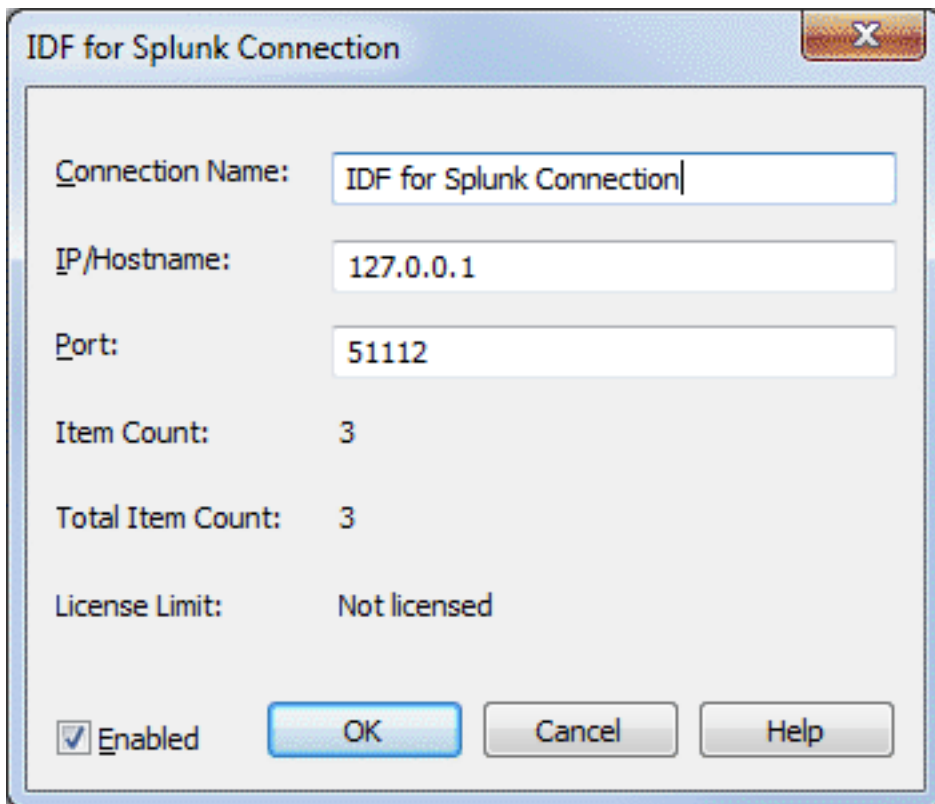 IDF for Splunk Connection
Connection Name: IDF for Splunk Connection
IP/Hostname: 127.0.0.1
Port: 51112
Item Count: 3
Total Item Count: 3
License Limit: Not licensed
Enabled OK Cancel Help